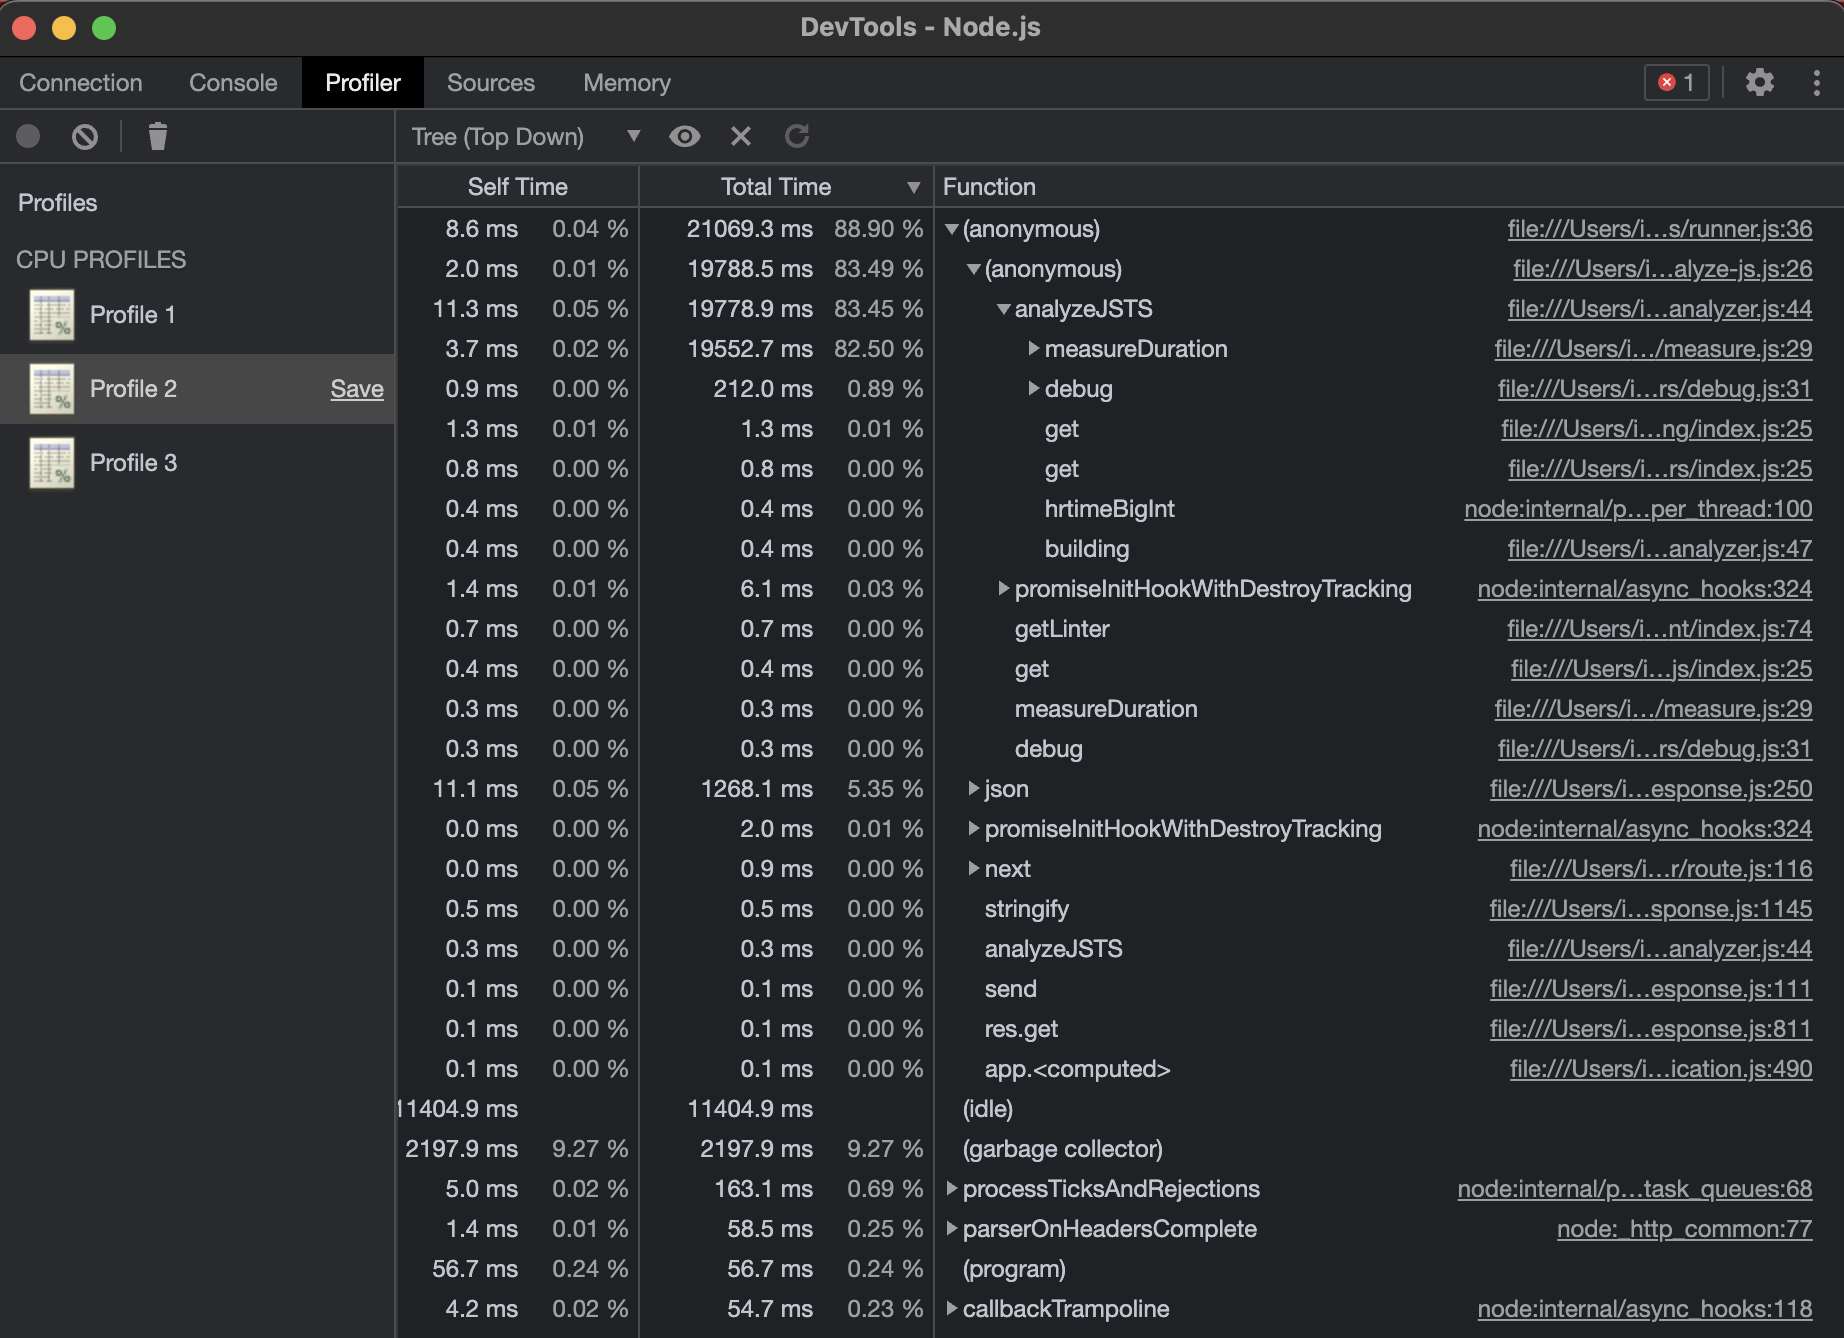 DevTools - Node.js
Connection Console Profiler Sources Memory 1
Tree (Top Down)
Profiles
CPU PROFILES
Profile 1
Profile 2 Save
Profile 3
Self Time Total Time Function
8.6 ms 0.04 % 21069.3 ms 88.90 % (anonymous) file:///Users/i…s/runner.js:36
2.0 ms 0.01 % 19788.5 ms 83.49 % (anonymous) file:///Users/i…alyze-js.js:26
11.3 ms 0.05 % 19778.9 ms 83.45 % analyzeJSTS file:///Users/i…analyzer.js:44
3.7 ms 0.02 % 19552.7 ms 82.50 % measureDuration file:///Users/i…/measure.js:29
0.9 ms 0.00 % 212.0 ms 0.89 % debug file:///Users/i…rs/debug.js:31
1.3 ms 0.01 % 1.3 ms 0.01 % get file:///Users/i…ng/index.js:25
0.8 ms 0.00 % 0.8 ms 0.00 % get file:///Users/i…rs/index.js:25
0.4 ms 0.00 % 0.4 ms 0.00 % hrtimeBigInt node:internal/p…per_thread:100
0.4 ms 0.00 % 0.4 ms 0.00 % building file:///Users/i…analyzer.js:47
1.4 ms 0.01 % 6.1 ms 0.03 % promiseInitHookWithDestroyTracking node:internal/async_hooks:324
0.7 ms 0.00 % 0.7 ms 0.00 % getLinter file:///Users/i…nt/index.js:74
0.4 ms 0.00 % 0.4 ms 0.00 % get file:///Users/i…js/index.js:25
0.3 ms 0.00 % 0.3 ms 0.00 % measureDuration file:///Users/i…/measure.js:29
0.3 ms 0.00 % 0.3 ms 0.00 % debug file:///Users/i…rs/debug.js:31
11.1 ms 0.05 % 1268.1 ms 5.35 % json file:///Users/i…esponse.js:250
0.0 ms 0.00 % 2.0 ms 0.01 % promiseInitHookWithDestroyTracking node:internal/async_hooks:324
0.0 ms 0.00 % 0.9 ms 0.00 % next file:///Users/i…r/route.js:116
0.5 ms 0.00 % 0.5 ms 0.00 % stringify file:///Users/i…sponse.js:1145
0.3 ms 0.00 % 0.3 ms 0.00 % analyzeJSTS file:///Users/i…analyzer.js:44
0.1 ms 0.00 % 0.1 ms 0.00 % send file:///Users/i…esponse.js:111
0.1 ms 0.00 % 0.1 ms 0.00 % res.get file:///Users/i…esponse.js:811
0.1 ms 0.00 % 0.1 ms 0.00 % app.<computed> file:///Users/i…ication.js:490
11404.9 ms 11404.9 ms (idle)
2197.9 ms 9.27 % 2197.9 ms 9.27 % (garbage collector)
5.0 ms 0.02 % 163.1 ms 0.69 % processTicksAndRejections node:internal/p…task_queues:68
1.4 ms 0.01 % 58.5 ms 0.25 % parserOnHeadersComplete node:_http_common:77
56.7 ms 0.24 % 56.7 ms 0.24 % (program)
4.2 ms 0.02 % 54.7 ms 0.23 % callbackTrampoline node:internal/async_hooks:118